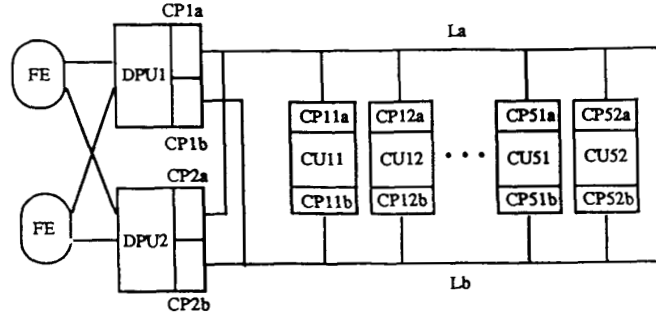 CP1a
La
FE
DPU1
CP11a CP12a CP51a CP52a
CU11 CU12 • • • CU51 CU52
CP1b
CP2a
CP11b CP12b CP51b CP52b
FE
DPU2
Lb
CP2b